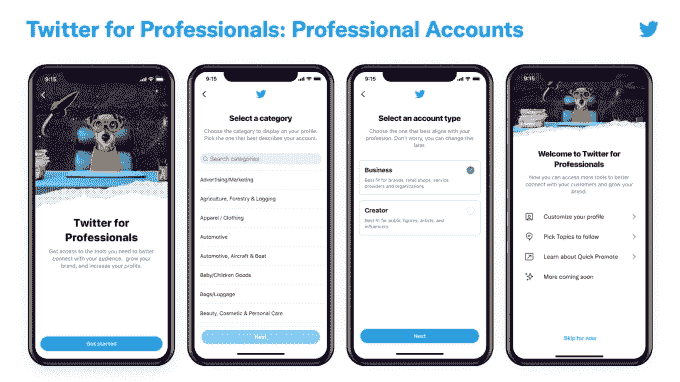 Twitter for Professionals: Professional Accounts
9:15
Twitter for
Professionals
Get access to the tools you need to better
connect with your audience, grow your
brand, and increase your profile.
Get started
9:15
Select a category
Choose the category to display on your profile.
Pick the one that best describes your account.
Search categories
Advertising/Marketing
Agriculture, Forestry & Logging
Apparel / Clothing
Automotive
Automotive, Aircraft & Boat
Baby/Children Goods
Bags/Luggage
Beauty, Cosmetic & Personal Care
Next
9:15
Select an account type
Choose the one that best aligns with your
profession. Don't worry, you can change this
later.
Business
Best fit for brands, retail shops, service
providers and organizations
Creator
Best fit for public figures, artists, and
influencers
Next
9:15
Welcome to Twitter for
Professionals
Now you can access more tools to better
connect with your customers and grow your
brand.
Customize your profile
Pick Topics to follow
Learn about Quick Promote
More coming soon
Skip for now